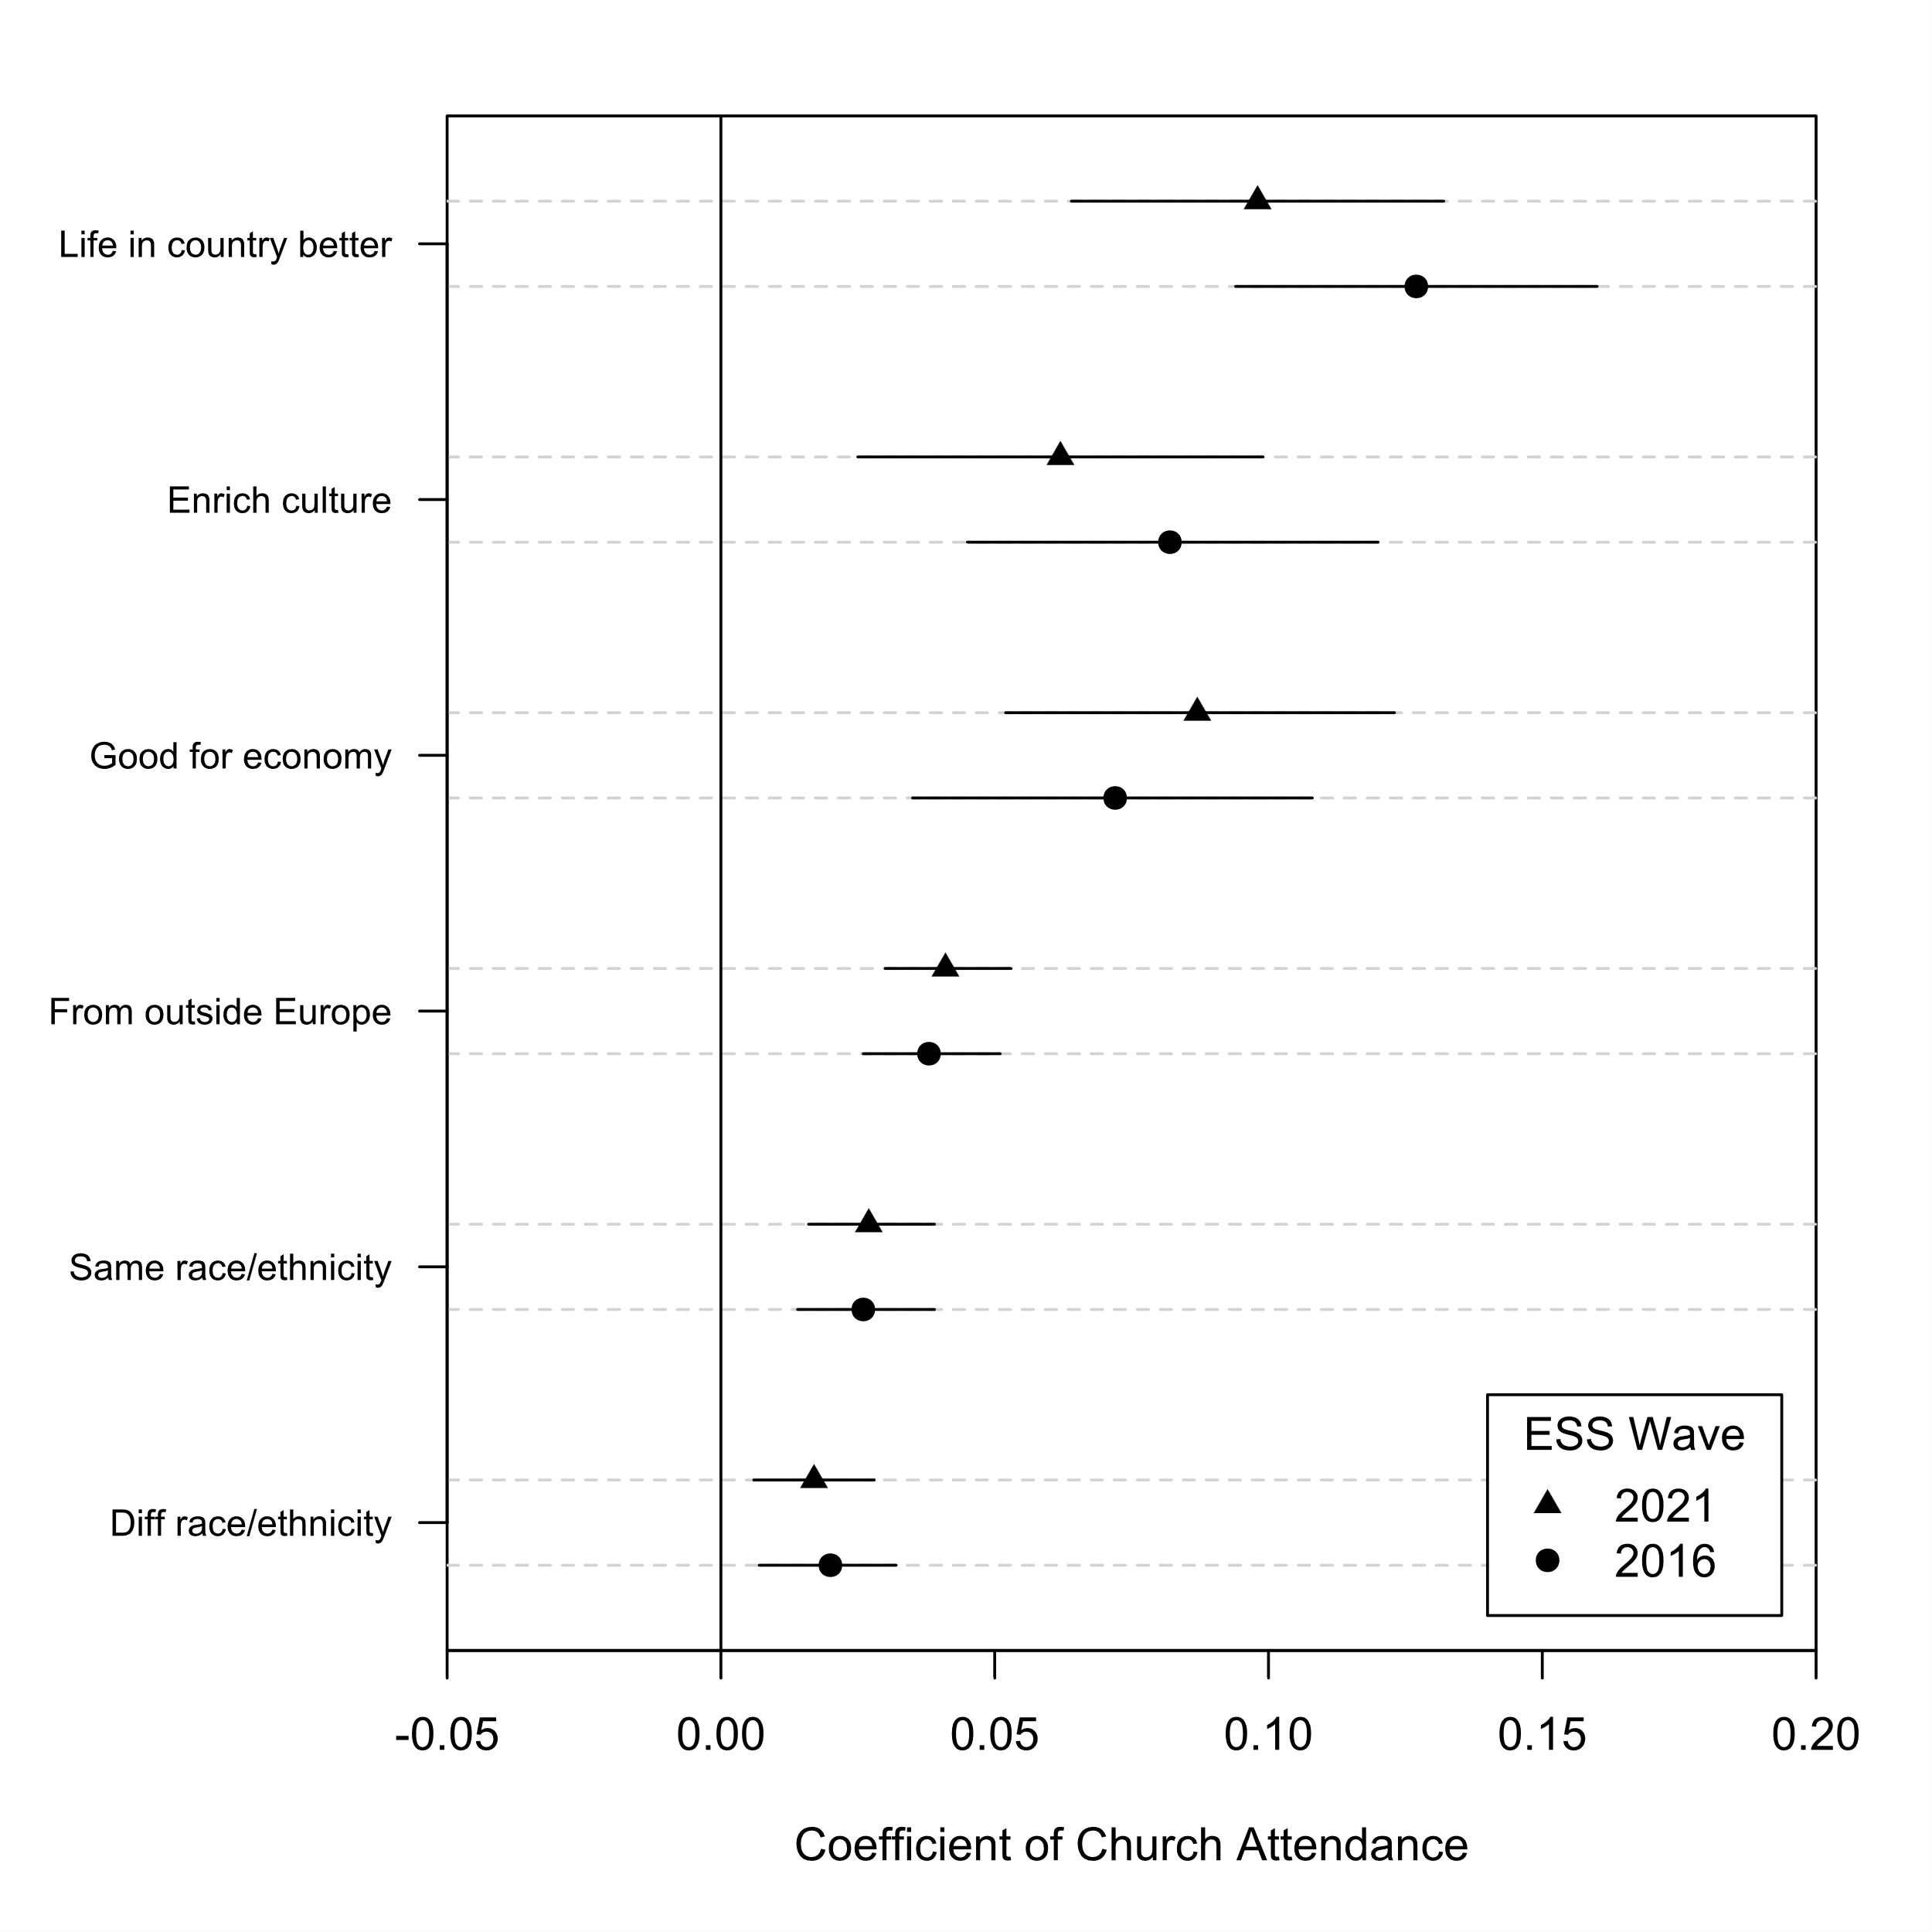 Life in country better
Enrich culture
Good for economy
From outside Europe
Same race/ethnicity
Diff race/ethnicity
ESS Wave
2021
2016
-0.05 0.00 0.05 0.10 0.15 0.20
Coefficient of Church Attendance